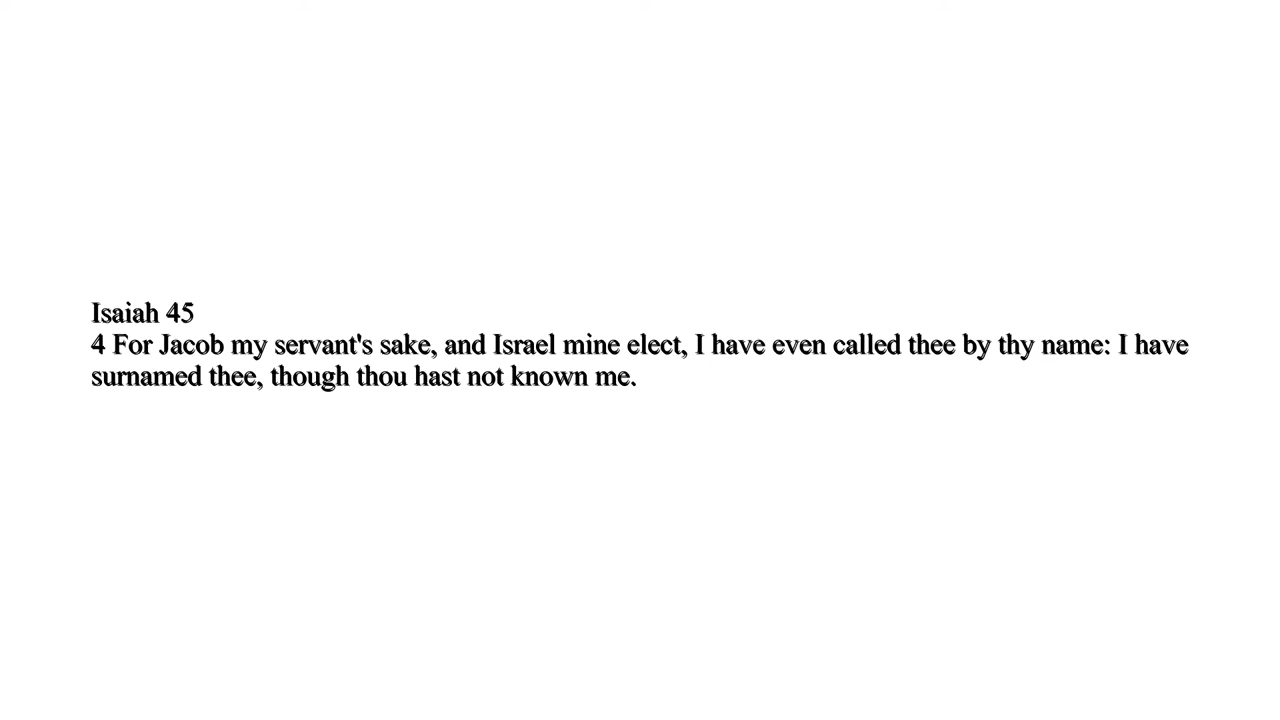 Isaiah 45
4 For Jacob my servant's sake, and Israel mine elect, I have even called thee by thy name: I have
surnamed thee, though thou hast not known me.